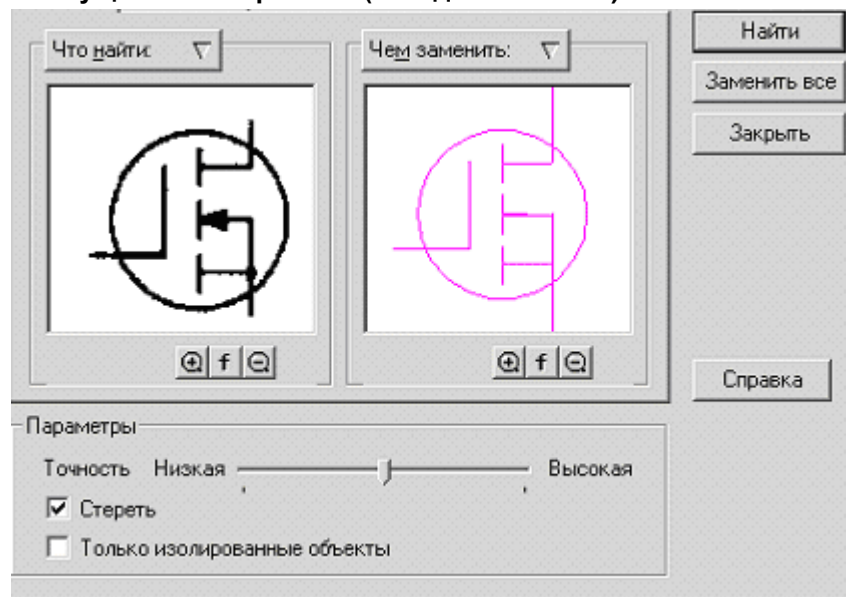 Что найти:
Чем заменить:
Найти
Заменить все
Закрыть
f
f
Справка
Параметры
Точность Низкая Высокая
Стереть
Только изолированные объекты